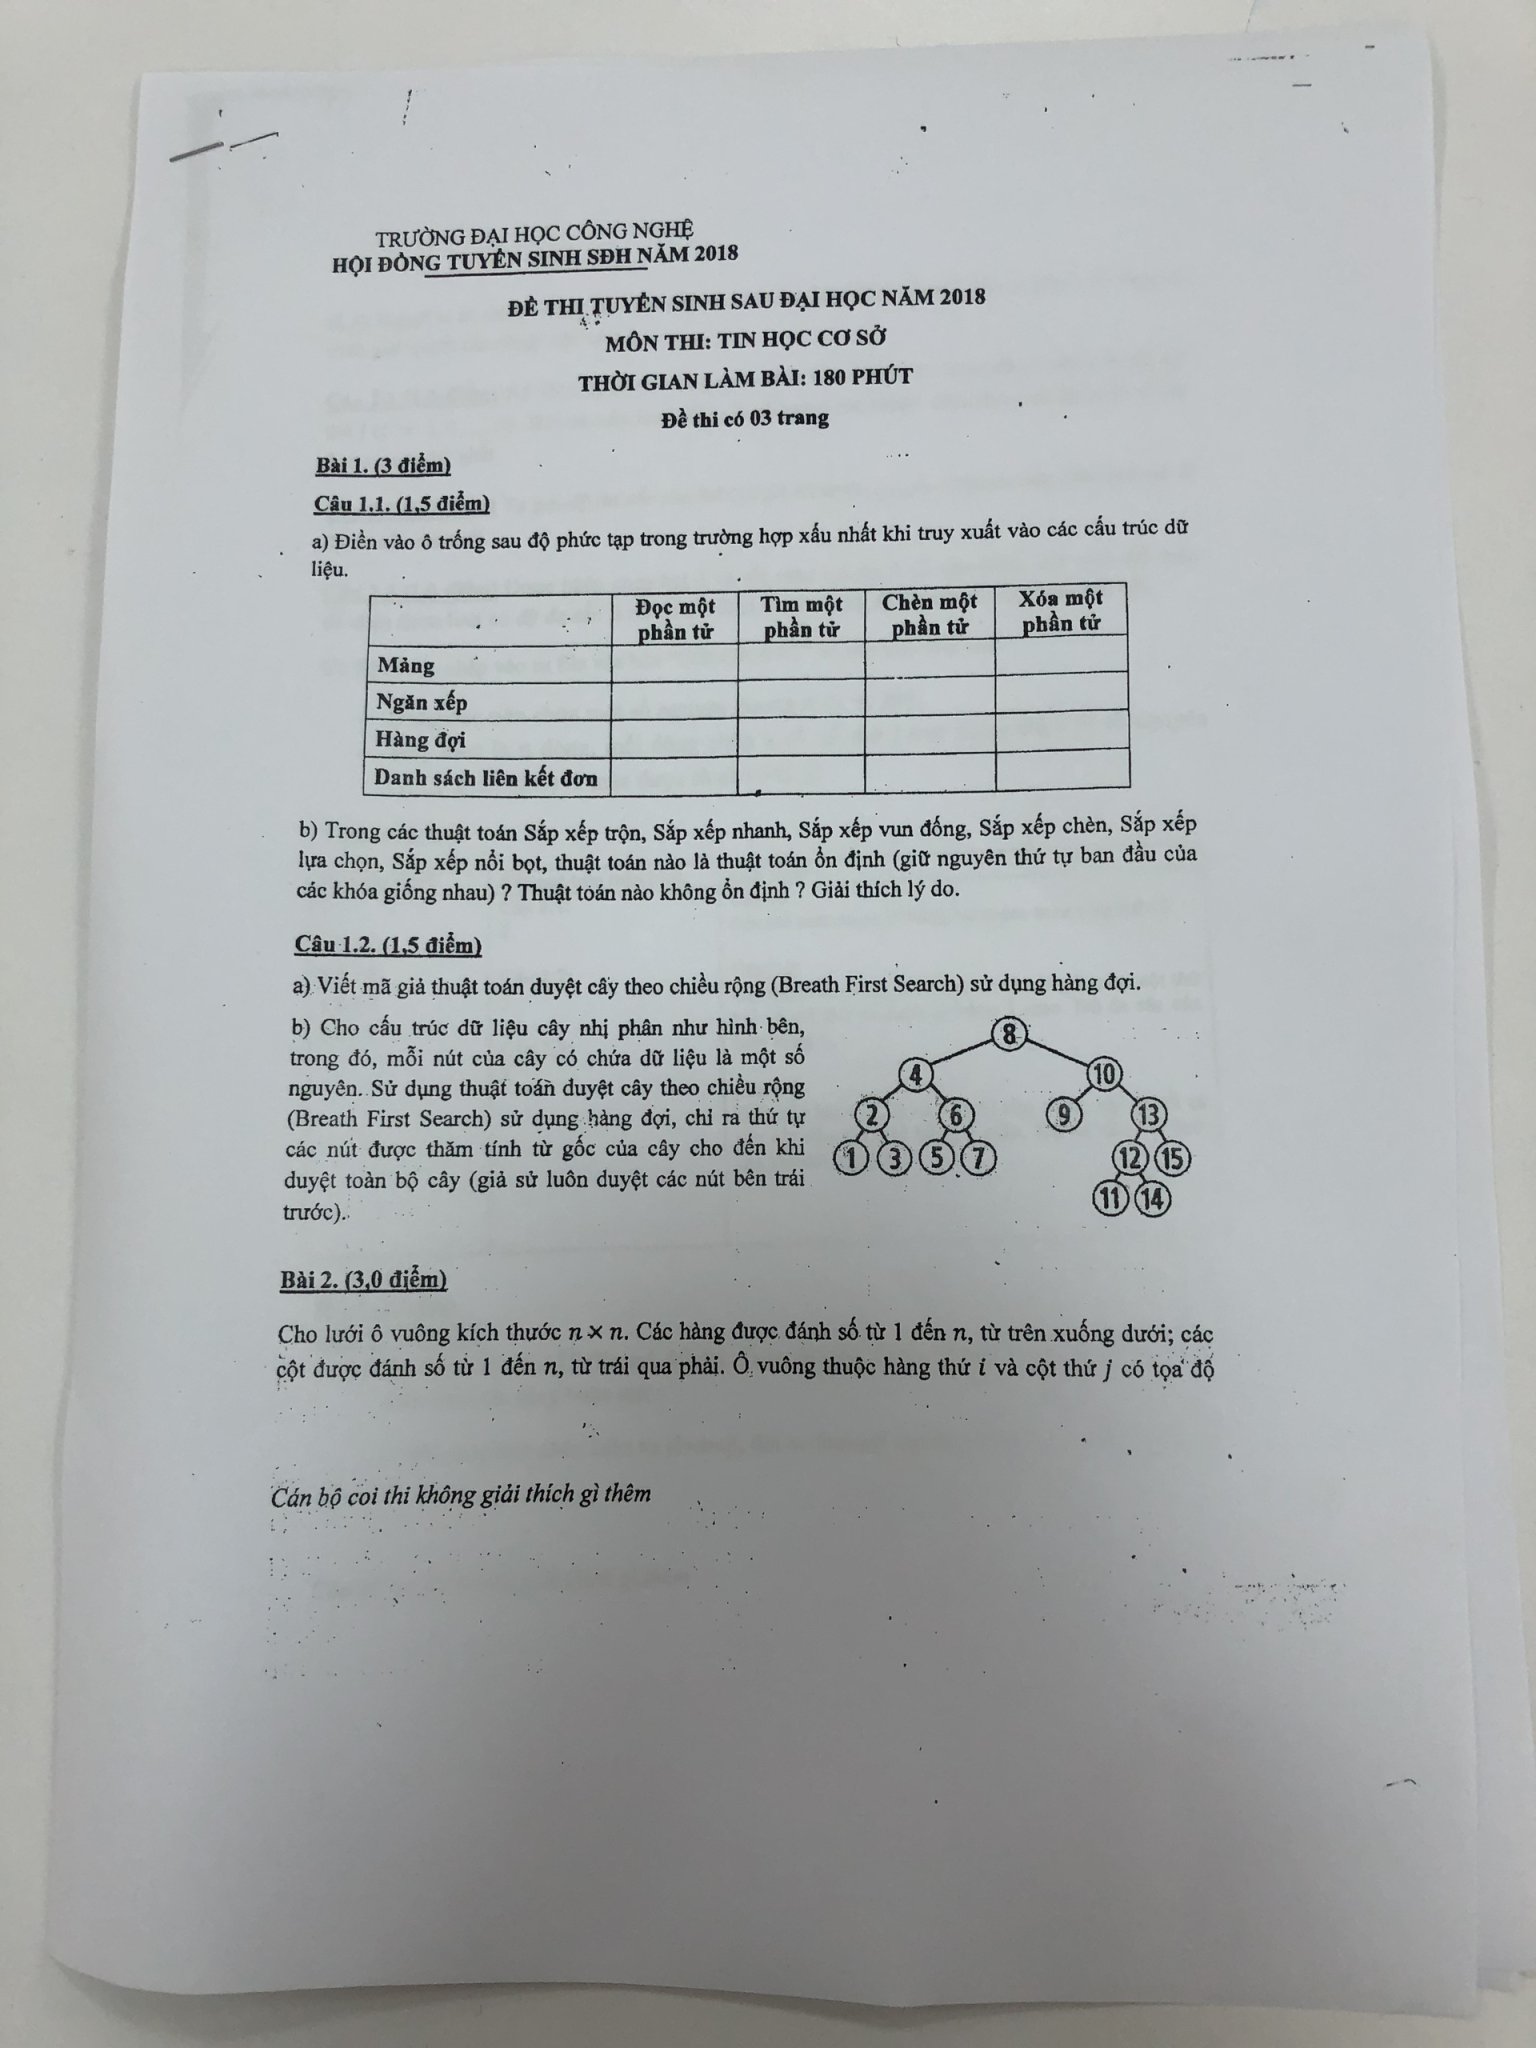 TRƯỜNG ĐẠI HỌC CÔNG NGHỆ
HỘI ĐỒNG TUYỂN SINH SĐH NĂM 2018
ĐỀ THI TUYỂN SINH SAU ĐẠI HỌC NĂM 2018
MÔN THI: TIN HỌC CƠ SỞ
THỜI GIAN LÀM BÀI: 180 PHÚT
Đề thi có 03 trang
Bài 1. (3 điểm)
Câu 1.1. (1,5 điểm)
a) Điền vào ô trống sau độ phức tạp trong trường hợp xấu nhất khi truy xuất vào các cấu trúc dữ
liệu.
Đọc một phần tử Tìm một phần tử Chèn một phần tử Xóa một phần tử
Mảng
Ngăn xếp
Hàng đợi
Danh sách liên kết đơn
b) Trong các thuật toán Sắp xếp trộn, Sắp xếp nhanh, Sắp xếp vun đống, Sắp xếp chèn, Sắp xếp
lựa chọn, Sắp xếp nổi bọt, thuật toán nào là thuật toán ổn định (giữ nguyên thứ tự ban đầu của
các khóa giống nhau) ? Thuật toán nào không ổn định ? Giải thích lý do.
Câu 1.2. (1,5 điểm)
a) Viết mã giả thuật toán duyệt cây theo chiều rộng (Breath First Search) sử dụng hàng đợi.
b) Cho cấu trúc dữ liệu cây nhị phân như hình bên,
trong đó, mỗi nút của cây có chứa dữ liệu là một số
nguyên. Sử dụng thuật toán duyệt cây theo chiều rộng
(Breath First Search) sử dụng hàng đợi, chỉ ra thứ tự
các nút được thăm tính từ gốc của cây cho đến khi
duyệt toàn bộ cây (giả sử luôn duyệt các nút bên trái
trước).
8
4 10
2 6 9 13
1 3 5 7 12 15
11 14
Bài 2. (3,0 điểm)
Cho lưới ô vuông kích thước n × n. Các hàng được đánh số từ 1 đến n, từ trên xuống dưới; các
cột được đánh số từ 1 đến n, từ trái qua phải. Ô vuông thuộc hàng thứ i và cột thứ j có tọa độ
Cán bộ coi thi không giải thích gì thêm